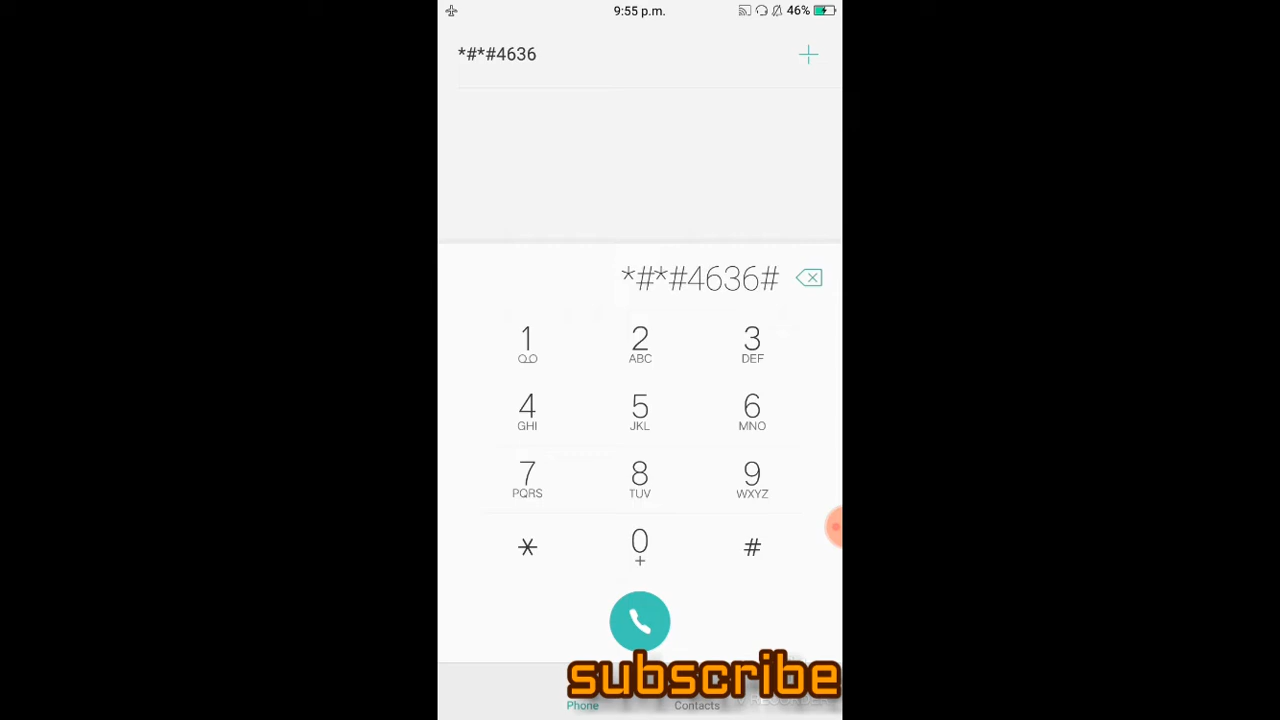 9:55 p.m.
46%
*#*#4636
*#*#4636#
1 2 3
ABC DEF
4 5 6
GHI JKL MNO
7 8 9
PQRS TUV WXYZ
* 0 #
+
subscribe
Phone Contacts